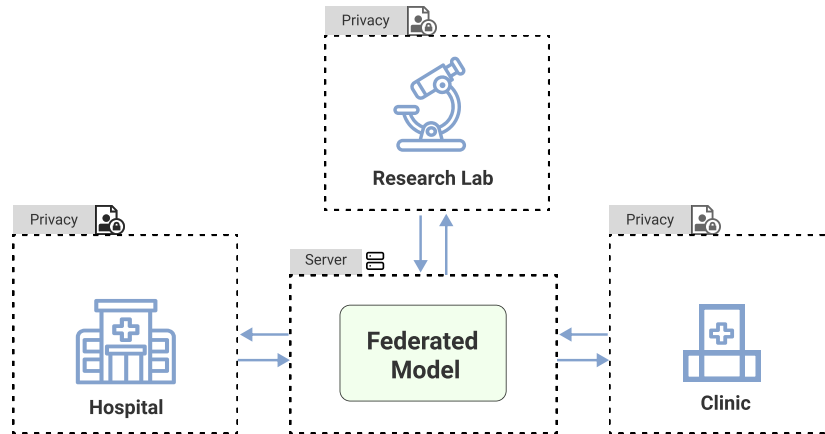 Privacy
Research Lab
Privacy
Hospital
Server
Federated
Model
Privacy
Clinic